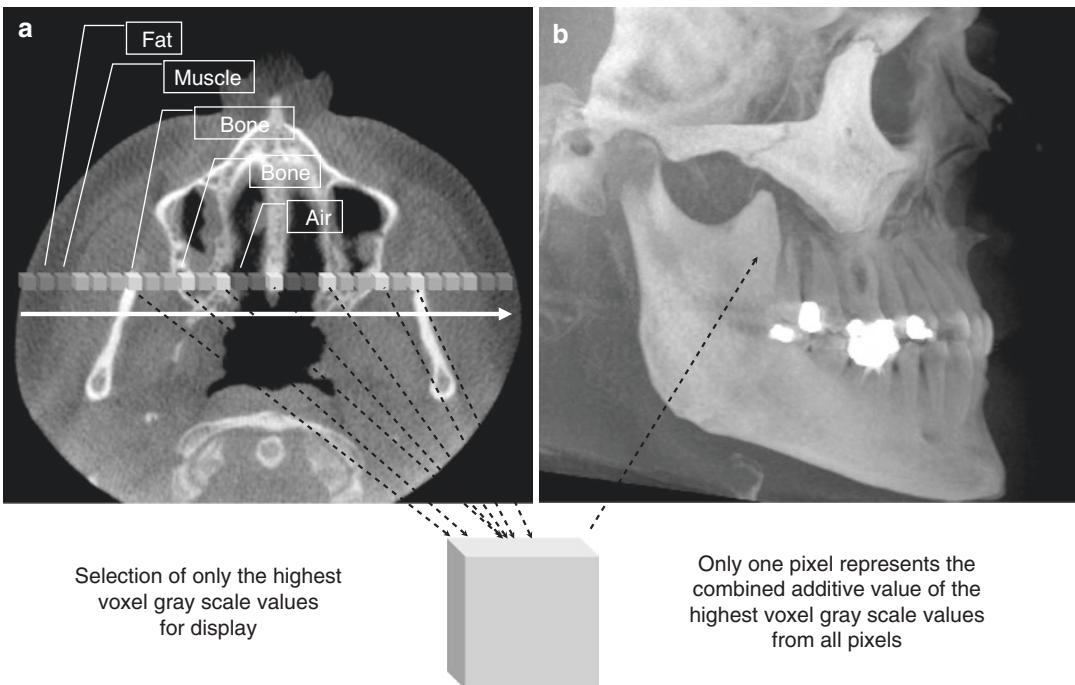 a
Fat
Muscle
Bone
Bone
Air
b
Selection of only the highest
voxel gray scale values
for display
Only one pixel represents the
combined additive value of the
highest voxel gray scale values
from all pixels